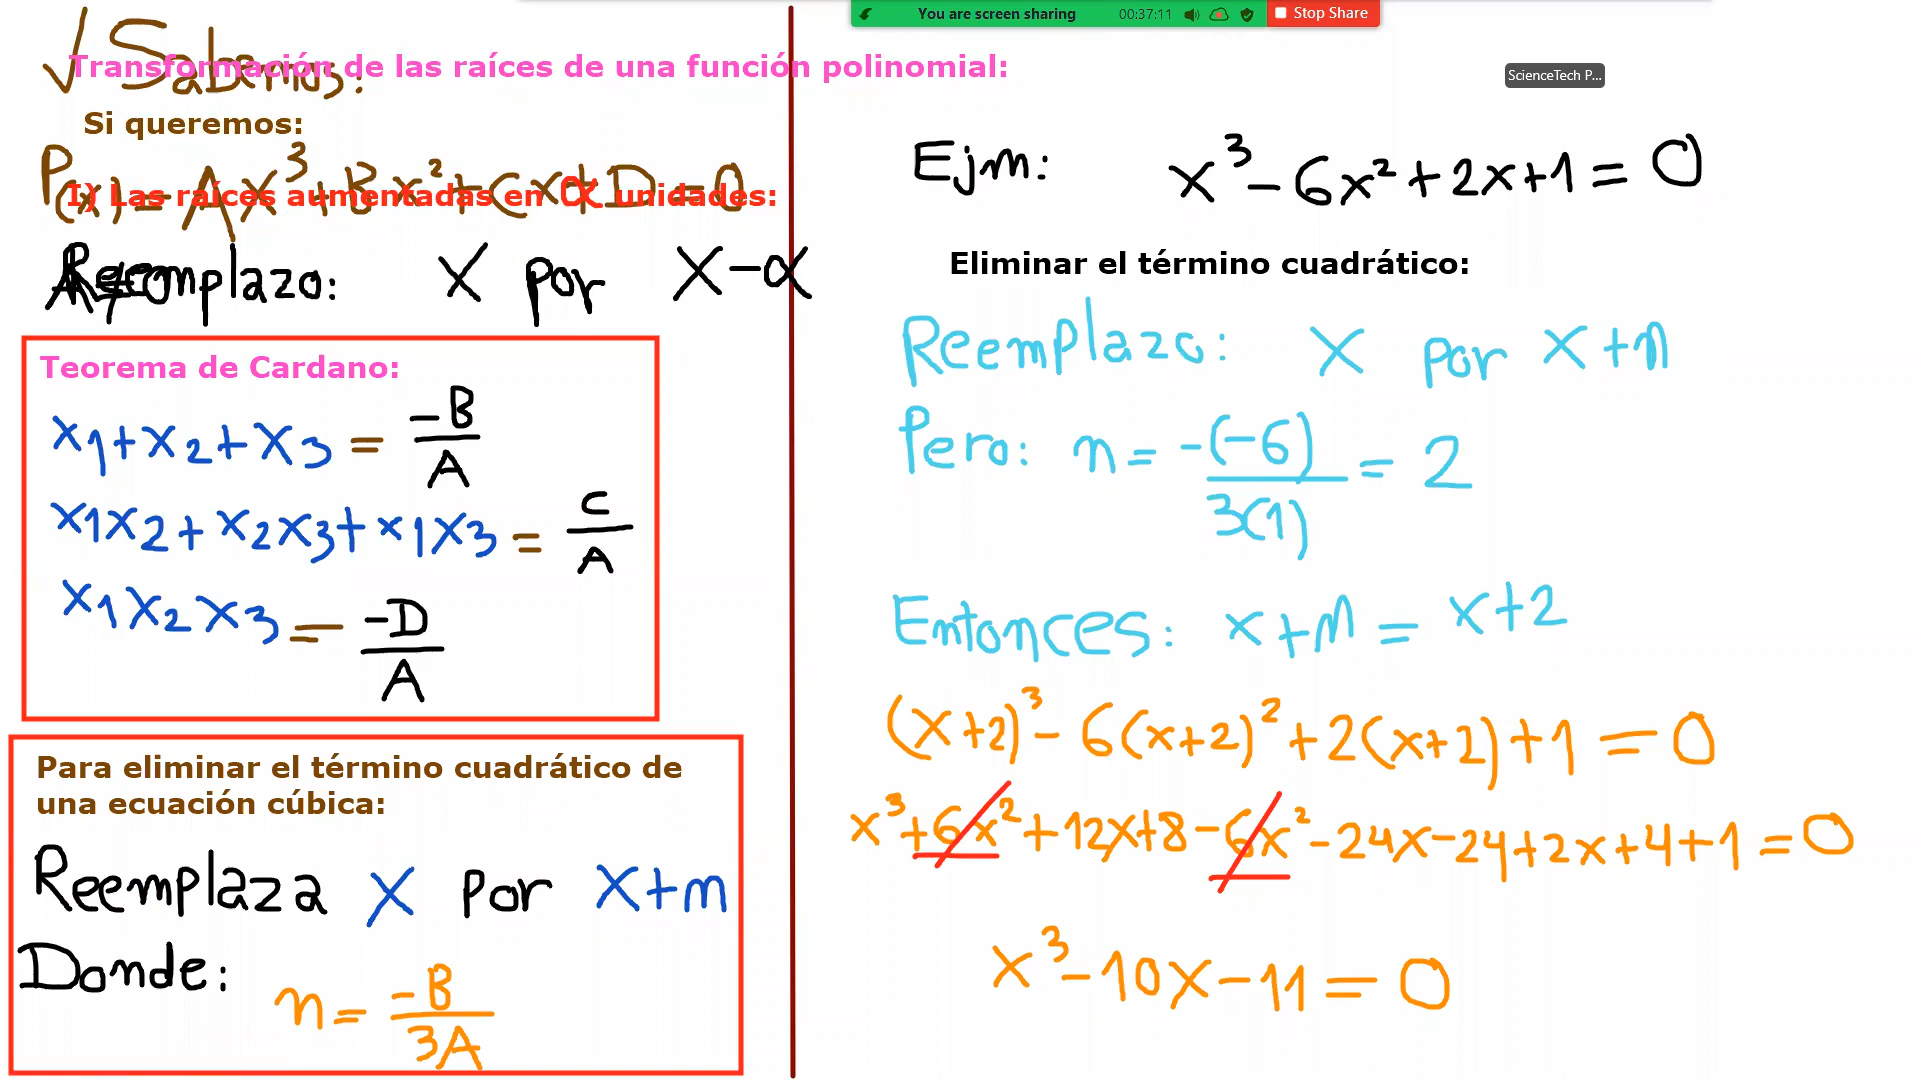 You are screen sharing 00:37:11 Stop Share
ScienceTech P...
√ Sabemos:
Transformación de las raíces de una función polinomial:
Si queremos:
P(x) = Ax³ + Bx² + Cx + D = 0
I) Las raíces aumentadas en α unidades:
A≠0
Reemplazo: X por X-α
Teorema de Cardano:
x1+x2+x3 = -B/A
x1x2+x2x3+x1x3 = C/A
x1x2x3 = -D/A
Para eliminar el término cuadrático de
una ecuación cúbica:
Reemplaza X por X+n
Donde:
n = -B/3A
Ejm: x³-6x²+2x+1=0
Eliminar el término cuadrático:
Reemplazo: X por x+n
Pero: n = -(-6)/3(1) = 2
Entonces: x+n = x+2
(x+2)³-6(x+2)²+2(x+2)+1=0
x³+6x²+12x+8-6x²-24x-24+2x+4+1=0
x³-10x-11=0